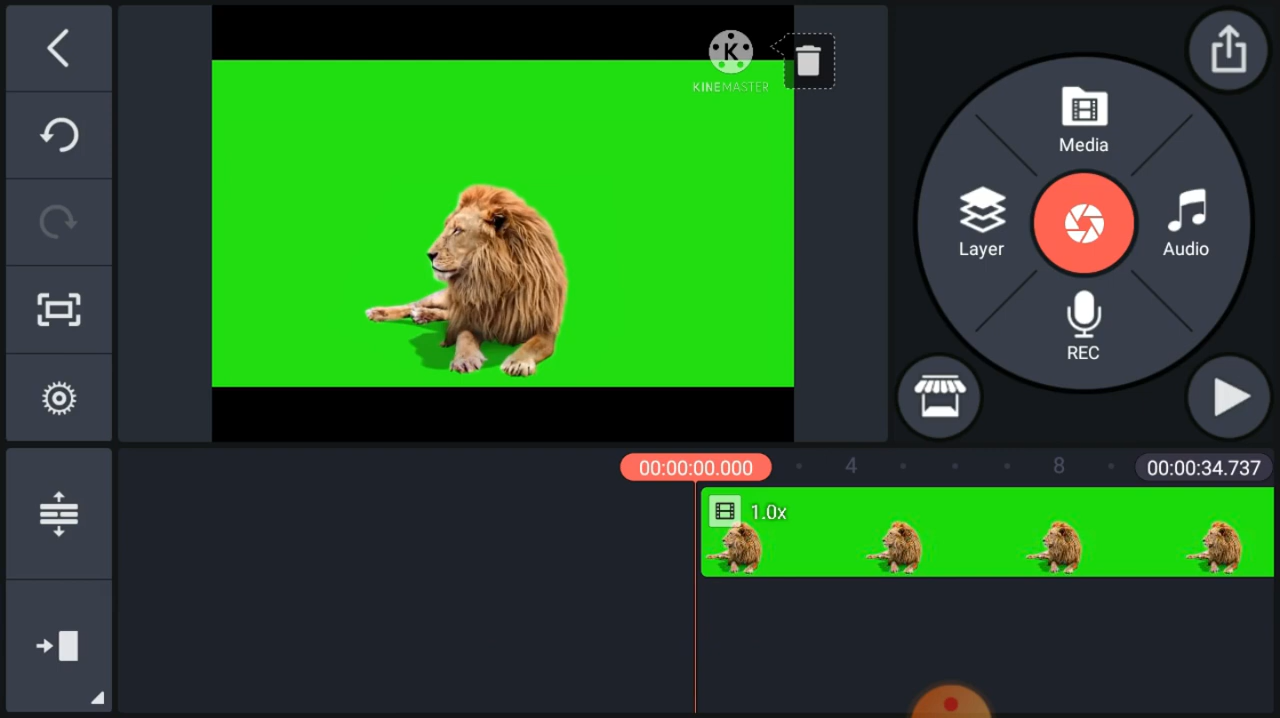 K
KINEMASTER
Media
Layer
Audio
REC
00:00:00.000
4
8
00:00:34.737
1.0x